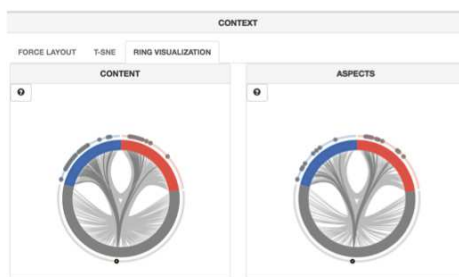 CONTEXT
FORCE LAYOUT T-SNE RING VISUALIZATION
CONTENT ASPECTS
? ?